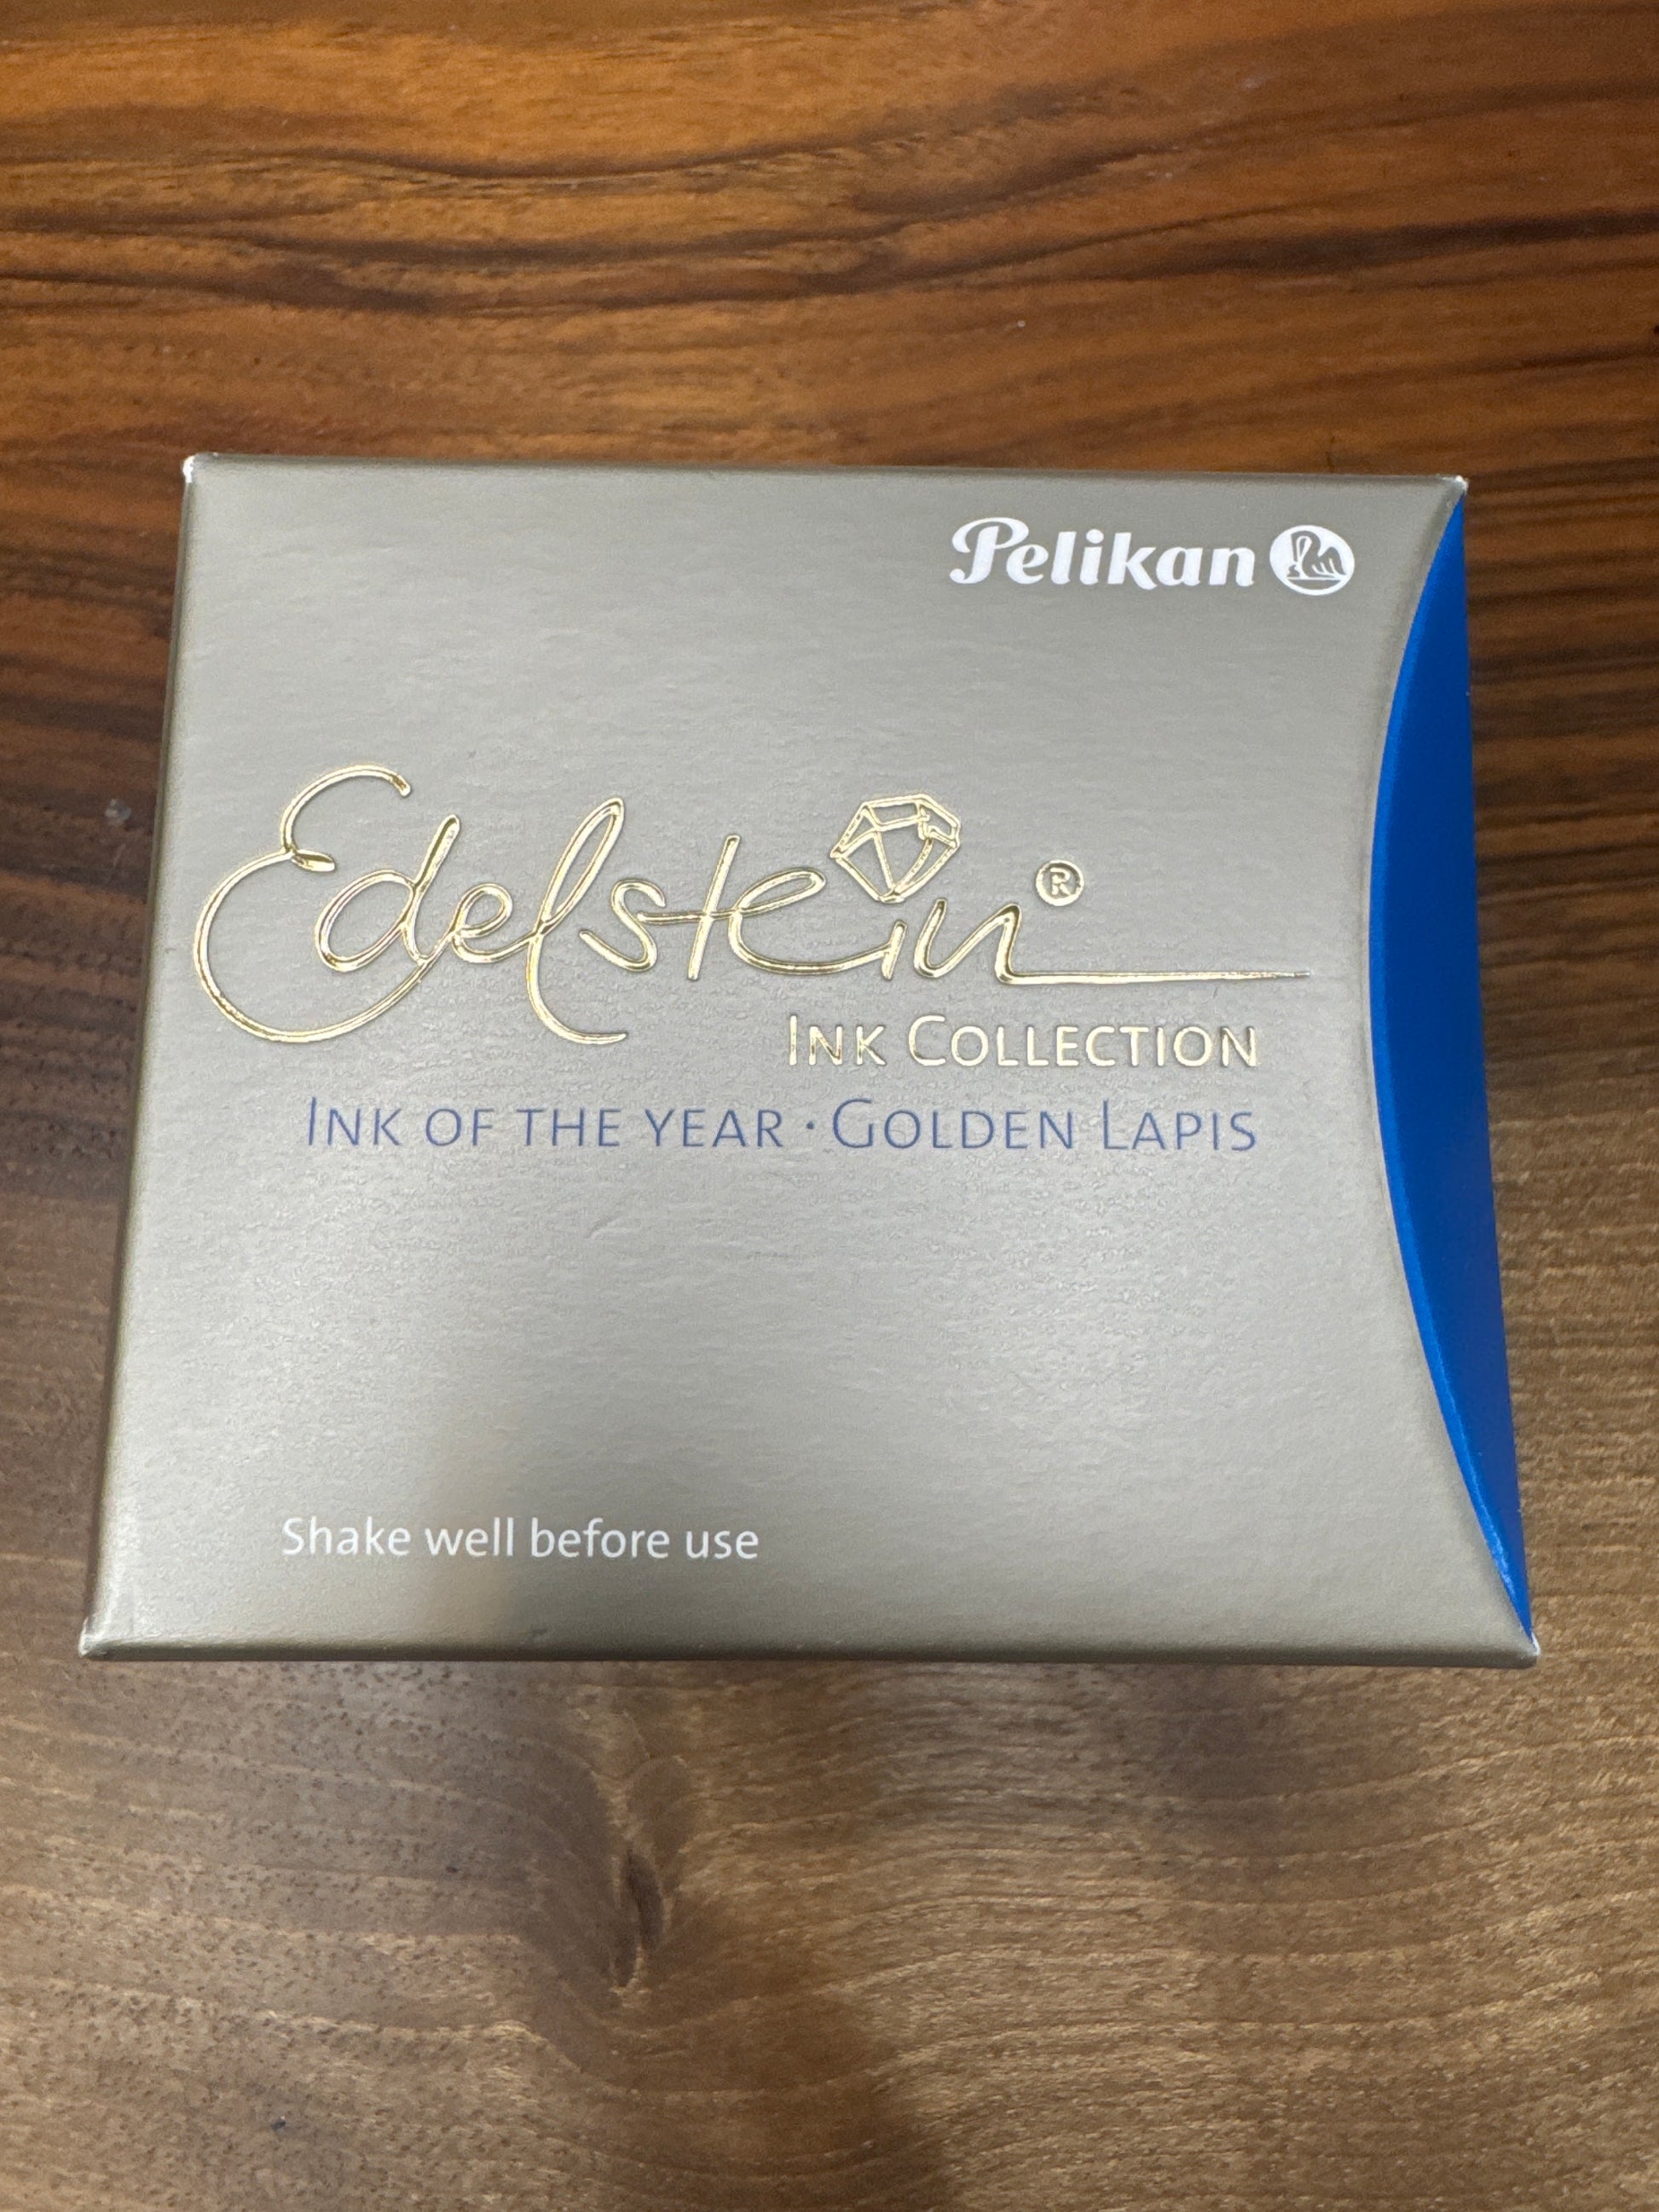 Pelikan
Edelstein®
INK COLLECTION
INK OF THE YEAR · GOLDEN LAPIS
Shake well before use